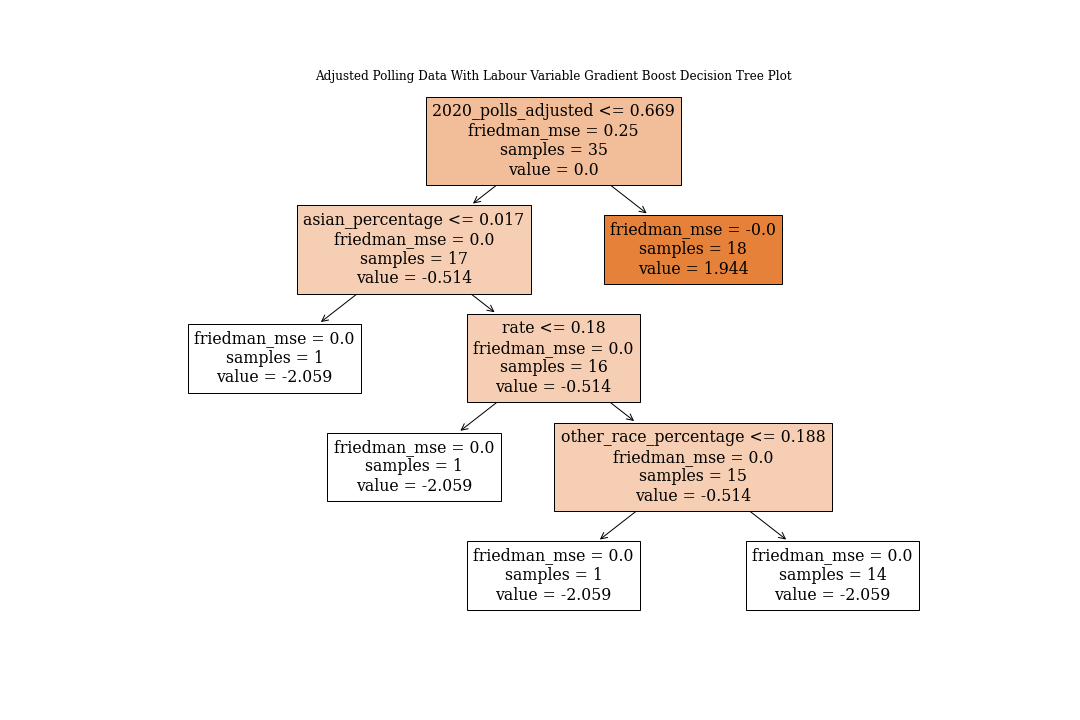 Adjusted Polling Data With Labour Variable Gradient Boost Decision Tree Plot
2020_polls_adjusted <= 0.669
friedman_mse = 0.25
samples = 35
value = 0.0
asian_percentage <= 0.017
friedman_mse = 0.0
samples = 17
value = -0.514
friedman_mse = -0.0
samples = 18
value = 1.944
friedman_mse = 0.0
samples = 1
value = -2.059
rate <= 0.18
friedman_mse = 0.0
samples = 16
value = -0.514
friedman_mse = 0.0
samples = 1
value = -2.059
other_race_percentage <= 0.188
friedman_mse = 0.0
samples = 15
value = -0.514
friedman_mse = 0.0
samples = 1
value = -2.059
friedman_mse = 0.0
samples = 14
value = -2.059